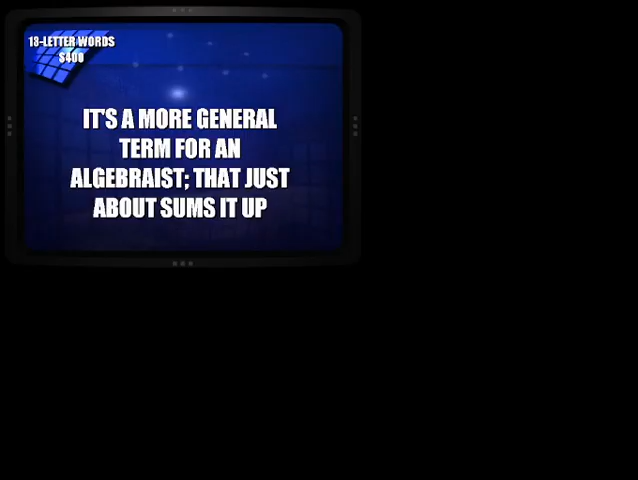 13-LETTER WORDS
$400
IT'S A MORE GENERAL
TERM FOR AN
ALGEBRAIST; THAT JUST
ABOUT SUMS IT UP